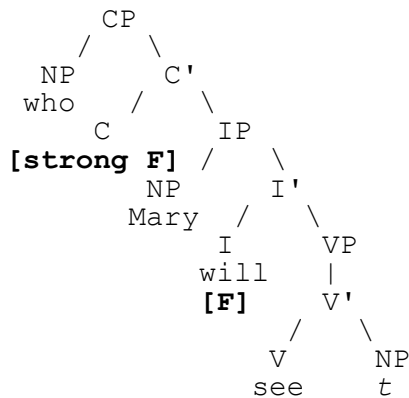 CP
/ \
NP C'
who / \
C IP
[strong F] / \
NP I'
Mary / \
I VP
will |
[F] V'
/ \
V NP
see t